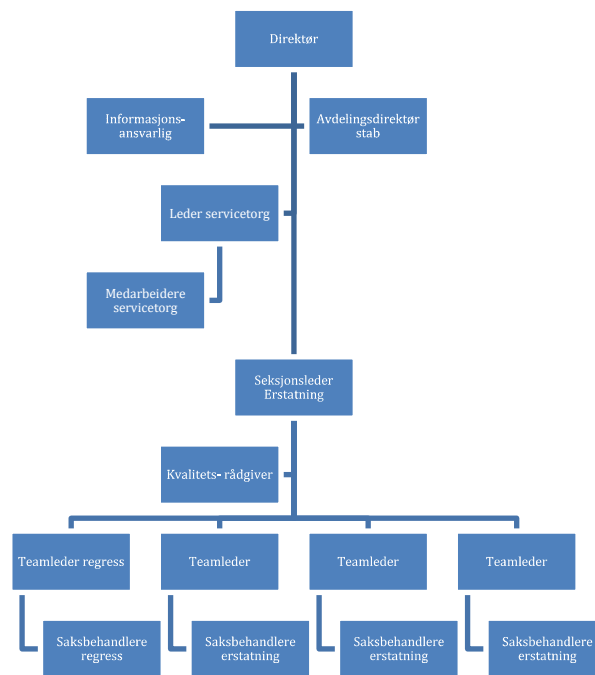 Direktør
Informasjons-
ansvarlig
Avdelingsdirektør
stab
Leder servicetorg
Medarbeidere
servicetorg
Seksjonsleder
Erstatning
Kvalitets- rådgiver
Teamleder regress
Teamleder
Teamleder
Teamleder
Saksbehandlere
regress
Saksbehandlere
erstatning
Saksbehandlere
erstatning
Saksbehandlere
erstatning